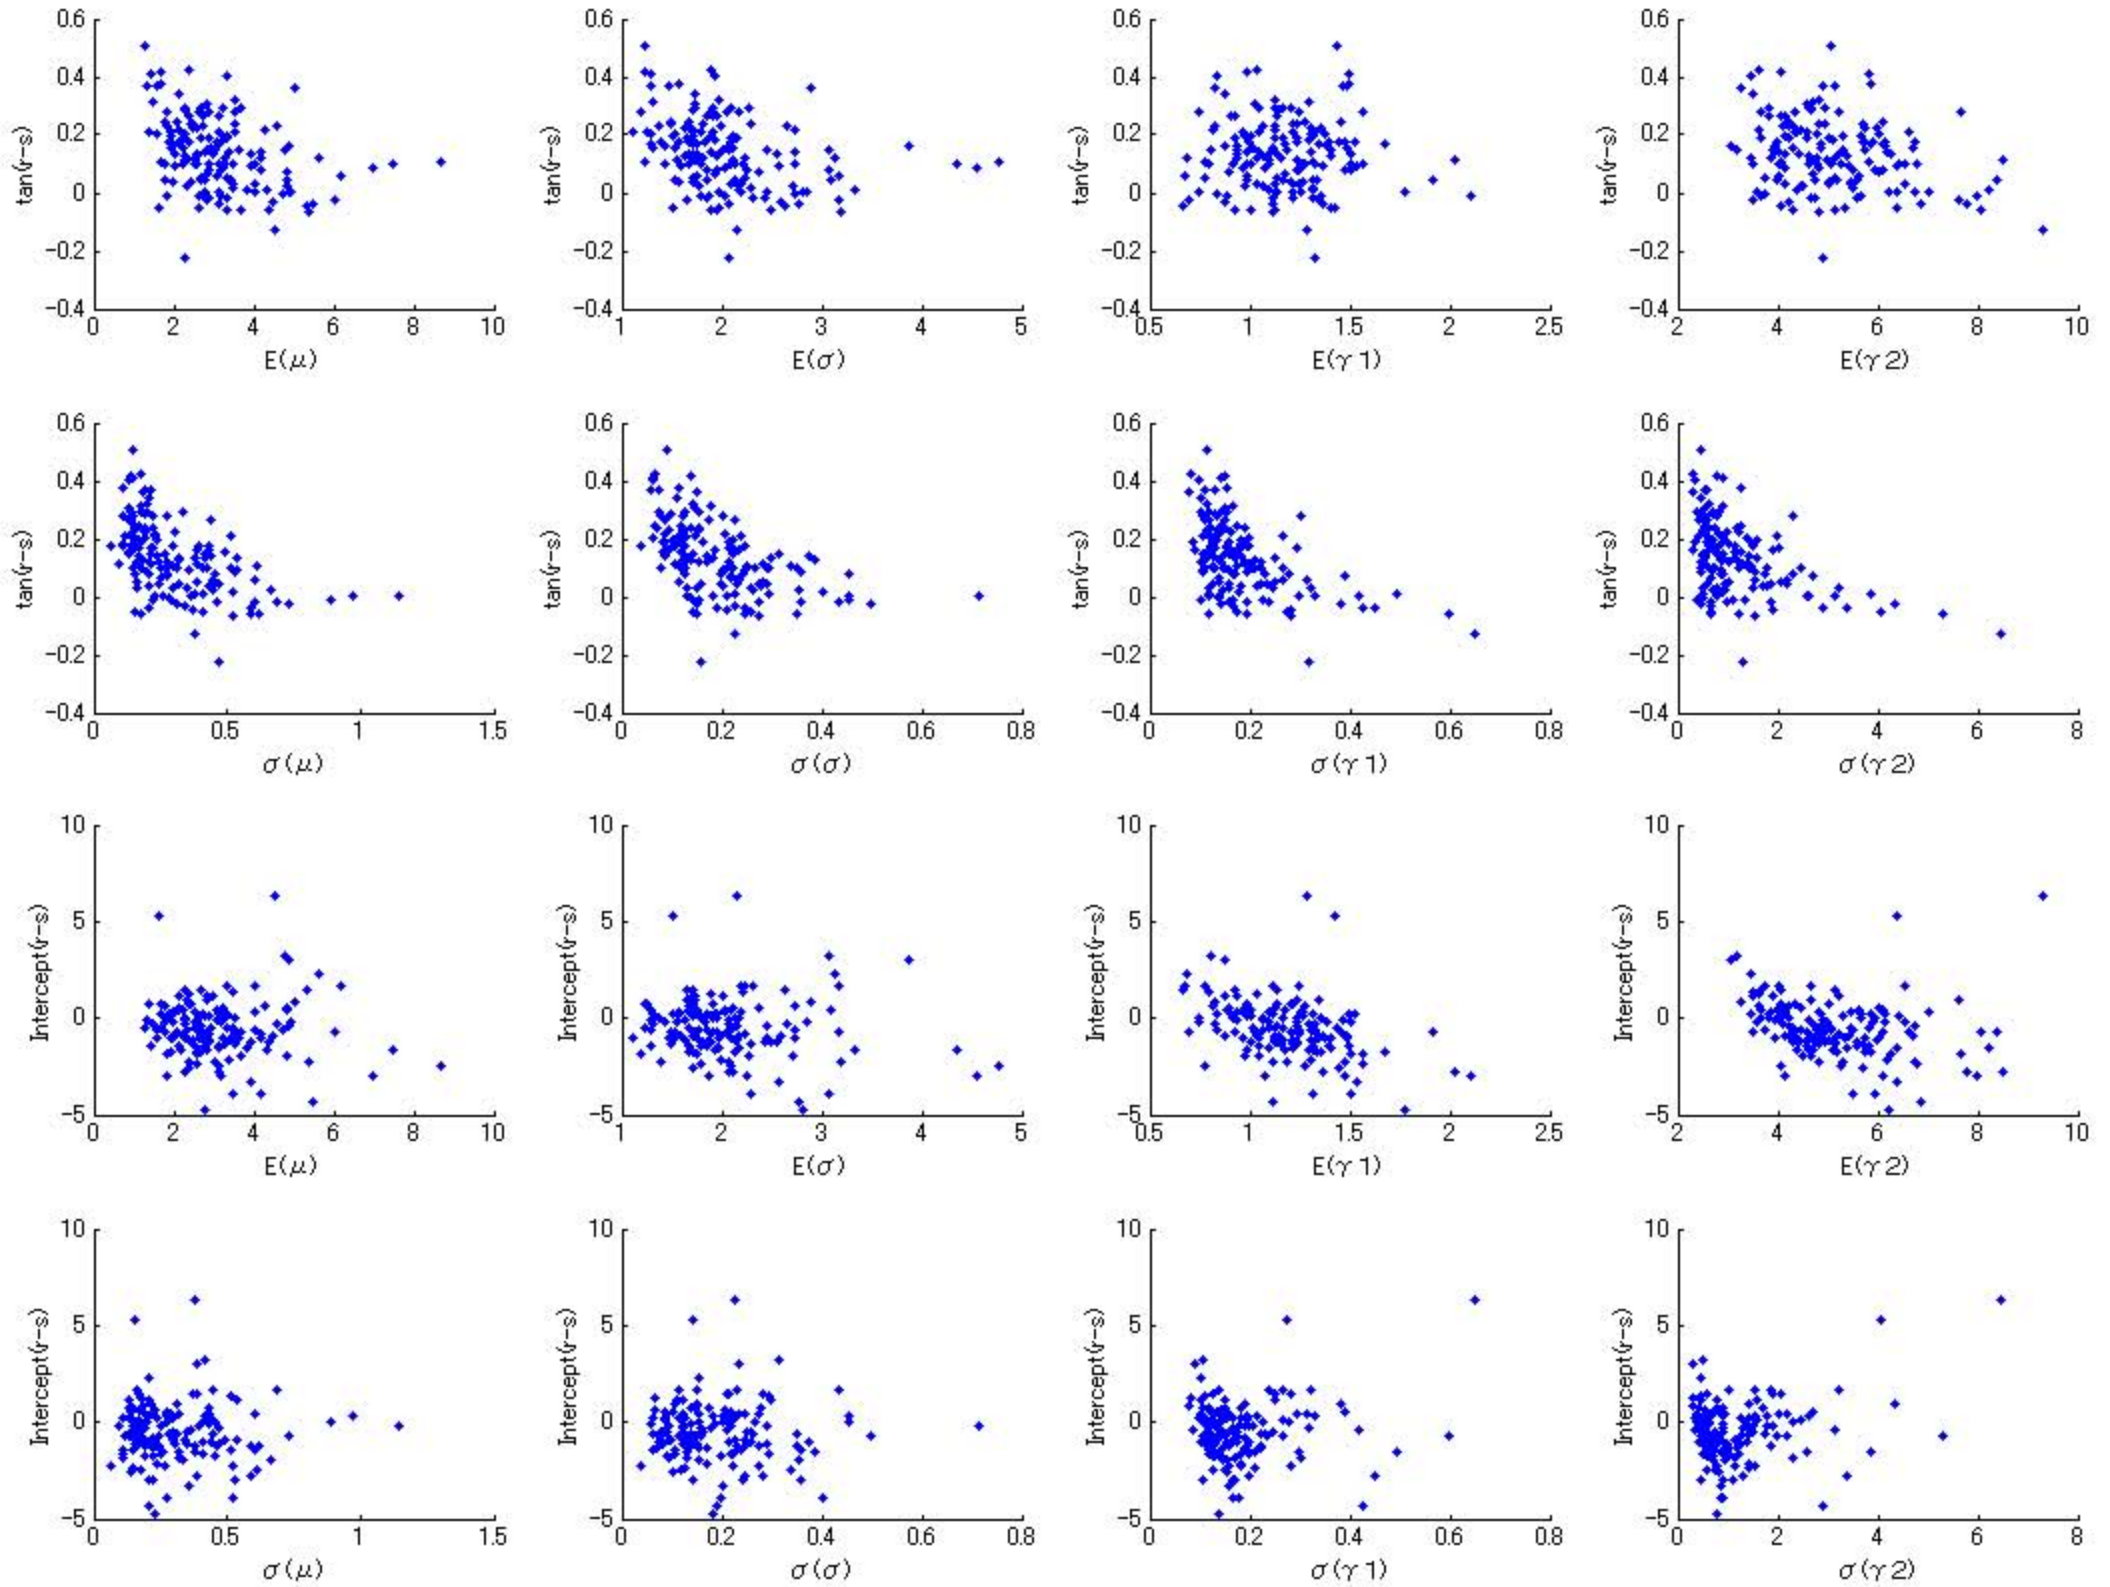 0.6 0.6 0.6 0.6
0.4 0.4 0.4 0.4
0.2 0.2 0.2 0.2
tan(r-s) tan(r-s) tan(r-s) tan(r-s)
0 0 0 0
-0.2 -0.2 -0.2 -0.2
-0.4 -0.4 -0.4 -0.4
0 2 4 6 8 10 1 2 3 4 5 0.5 1 1.5 2 2.5 2 4 6 8 10
E(μ) E(σ) E(γ1) E(γ2)
0.6 0.6 0.6 0.6
0.4 0.4 0.4 0.4
0.2 0.2 0.2 0.2
tan(r-s) tan(r-s) tan(r-s) tan(r-s)
0 0 0 0
-0.2 -0.2 -0.2 -0.2
-0.4 -0.4 -0.4 -0.4
0 0.5 1 1.5 0 0.2 0.4 0.6 0.8 0 0.2 0.4 0.6 0.8 0 2 4 6 8
σ(μ) σ(σ) σ(γ1) σ(γ2)
10 10 10 10
5 5 5 5
Intercept(r-s) Intercept(r-s) Intercept(r-s) Intercept(r-s)
0 0 0 0
-5 -5 -5 -5
0 2 4 6 8 10 1 2 3 4 5 0.5 1 1.5 2 2.5 2 4 6 8 10
E(μ) E(σ) E(γ1) E(γ2)
10 10 10 10
5 5 5 5
Intercept(r-s) Intercept(r-s) Intercept(r-s) Intercept(r-s)
0 0 0 0
-5 -5 -5 -5
0 0.5 1 1.5 0 0.2 0.4 0.6 0.8 0 0.2 0.4 0.6 0.8 0 2 4 6 8
σ(μ) σ(σ) σ(γ1) σ(γ2)